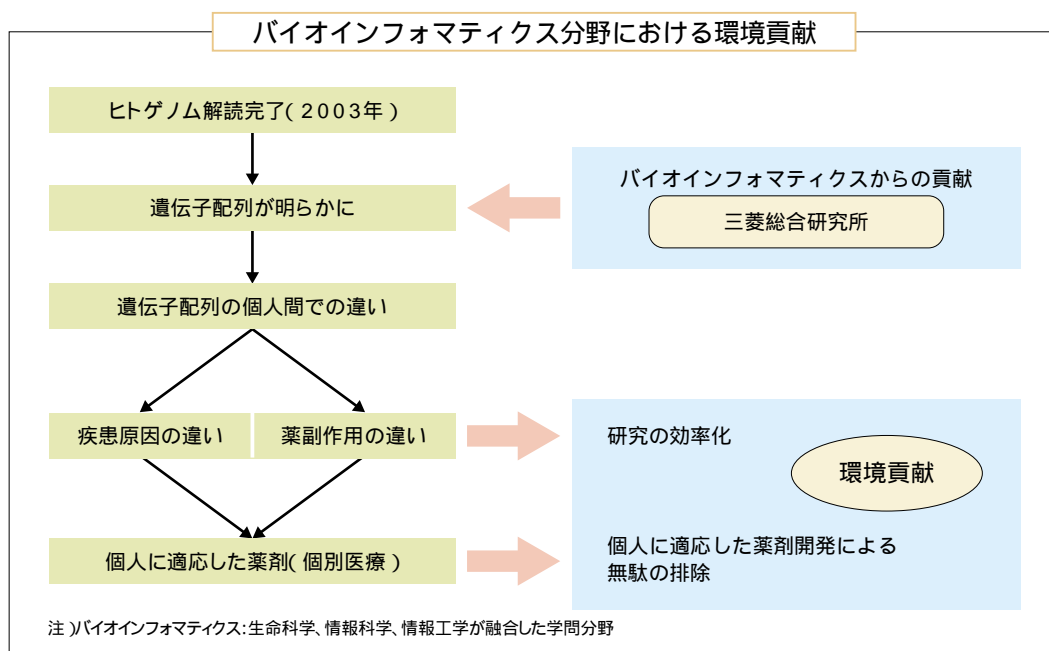 バイオインフォマティクス分野における環境貢献
ヒトゲノム解読完了(2003年)
遺伝子配列が明らかに
バイオインフォマティクスからの貢献
三菱総合研究所
遺伝子配列の個人間での違い
疾患原因の違い
薬副作用の違い
研究の効率化
環境貢献
個人に適応した薬剤(個別医療)
個人に適応した薬剤開発による
無駄の排除
注)バイオインフォマティクス:生命科学、情報科学、情報工学が融合した学問分野